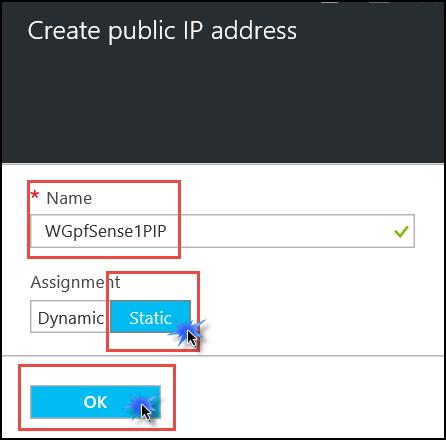 Create public IP address
* Name
WGpfSense1PIP
Assignment
Dynamic Static
OK